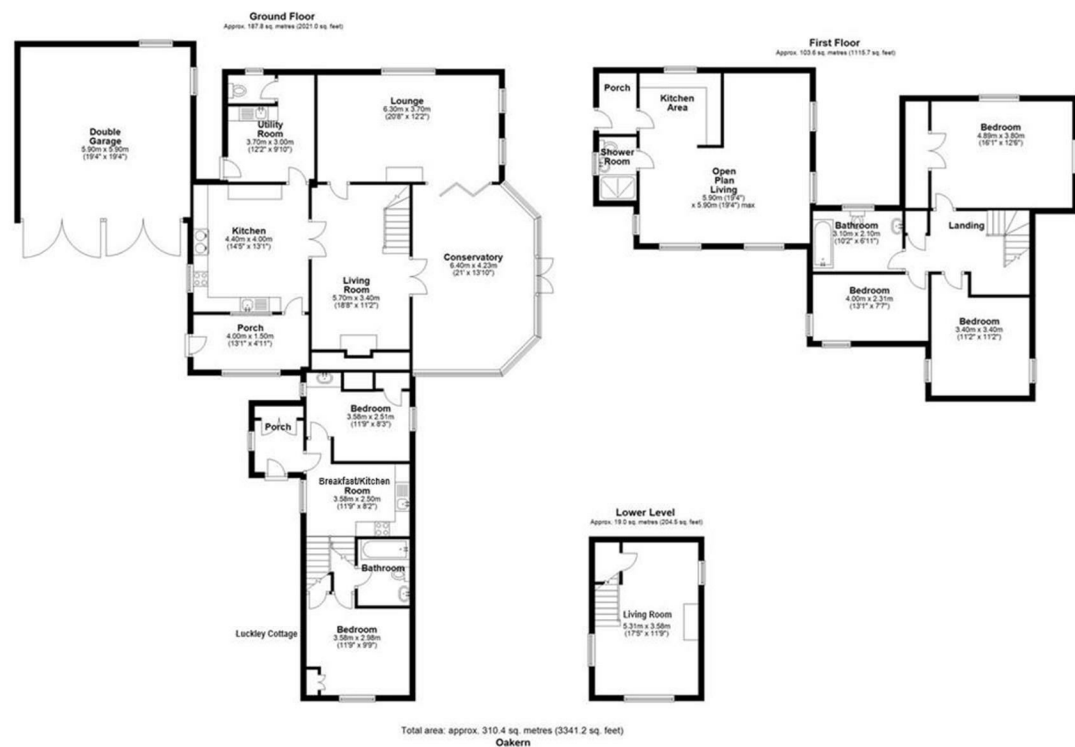 Ground Floor
Approx. 187.8 sq. metres (2021.0 sq. feet)
Double
Garage
5.90m x 5.90m
(19'4" x 19'4")
Utility
Room
3.70m x 3.00m
(12'2" x 9'10")
Lounge
6.30m x 3.70m
(20'8" x 12'2")
Kitchen
4.40m x 4.00m
(14'5" x 13'1")
Living
Room
5.70m x 3.40m
(18'8" x 11'2")
Conservatory
6.40m x 4.23m
(21' x 13'10")
Porch
4.00m x 1.50m
(13'1" x 4'11")
Porch
Bedroom
3.58m x 2.51m
(11'9" x 8'3")
Breakfast/Kitchen
Room
3.58m x 2.50m
(11'9" x 8'2")
Bathroom
Luckley Cottage
Bedroom
3.58m x 2.98m
(11'9" x 9'9")
First Floor
Approx. 103.6 sq. metres (1115.7 sq. feet)
Porch
Kitchen
Area
Shower
Room
Open
Plan
Living
5.90m (19'4")
x 5.90m (19'4") max
Bedroom
4.89m x 3.80m
(16'1" x 12'6")
Bathroom
3.10m x 2.10m
(10'2" x 6'11")
Landing
Bedroom
4.00m x 2.31m
(13'1" x 7'7")
Bedroom
3.40m x 3.40m
(11'2" x 11'2")
Lower Level
Approx. 19.0 sq. metres (204.5 sq. feet)
Living Room
5.31m x 3.58m
(17'5" x 11'9")
Total area: approx. 310.4 sq. metres (3341.2 sq. feet)
Oakern